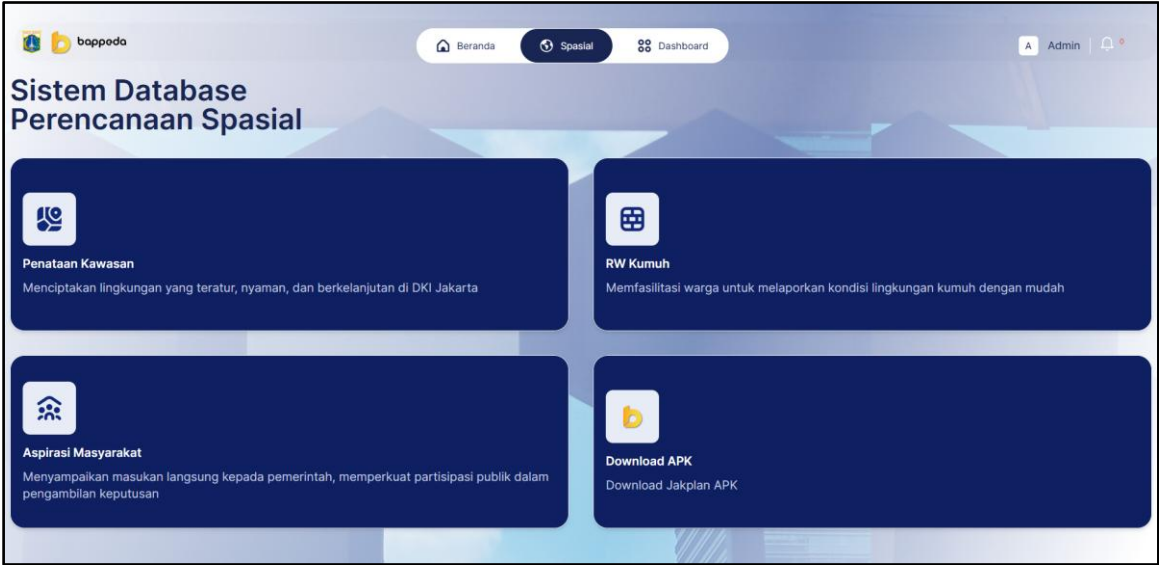 bappeda
Beranda
Spasial
Dashboard
A
Admin
0
Sistem Database
Perencanaan Spasial
Penataan Kawasan
Menciptakan lingkungan yang teratur, nyaman, dan berkelanjutan di DKI Jakarta
RW Kumuh
Memfasilitasi warga untuk melaporkan kondisi lingkungan kumuh dengan mudah
Aspirasi Masyarakat
Menyampaikan masukan langsung kepada pemerintah, memperkuat partisipasi publik dalam
pengambilan keputusan
Download APK
Download Jakplan APK